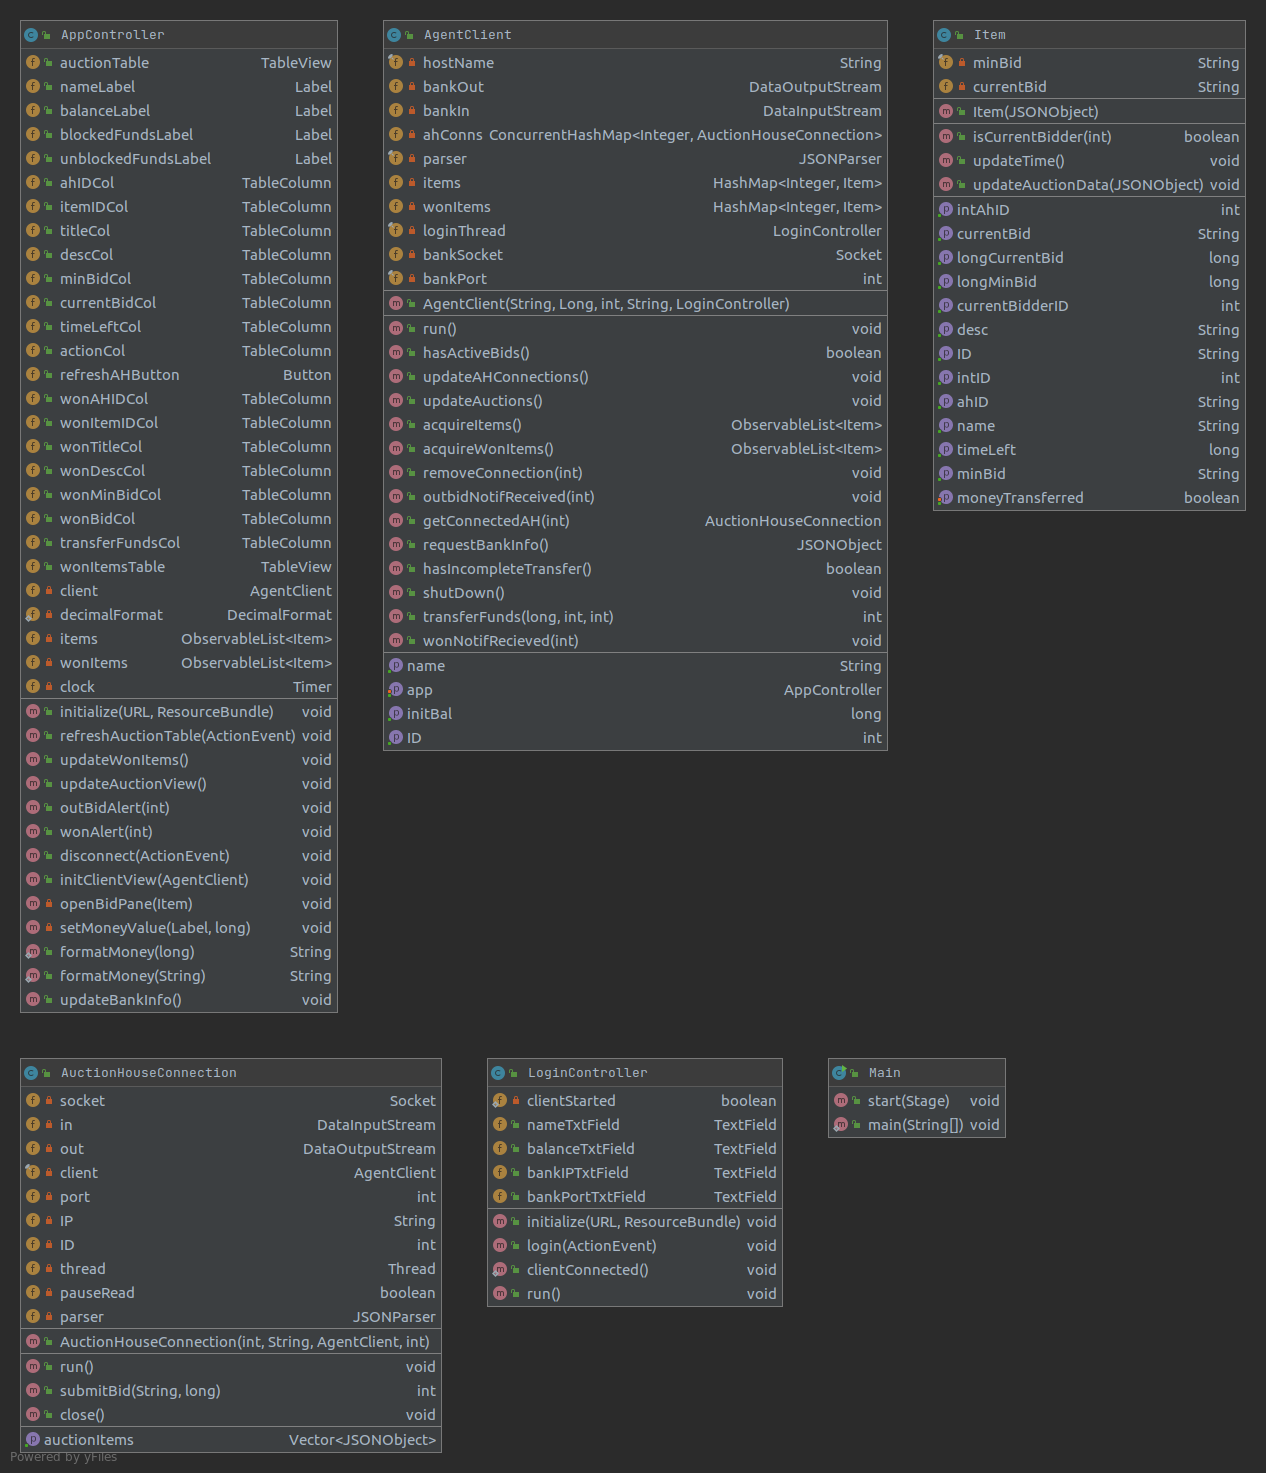 AppController
auctionTable TableView
nameLabel Label
balanceLabel Label
blockedFundsLabel Label
unblockedFundsLabel Label
ahIDCol TableColumn
itemIDCol TableColumn
titleCol TableColumn
descCol TableColumn
minBidCol TableColumn
currentBidCol TableColumn
timeLeftCol TableColumn
actionCol TableColumn
refreshAHButton Button
wonAHIDCol TableColumn
wonItemIDCol TableColumn
wonTitleCol TableColumn
wonDescCol TableColumn
wonMinBidCol TableColumn
wonBidCol TableColumn
transferFundsCol TableColumn
wonItemsTable TableView
client AgentClient
decimalFormat DecimalFormat
items ObservableList<Item>
wonItems ObservableList<Item>
clock Timer
initialize(URL, ResourceBundle) void
refreshAuctionTable(ActionEvent) void
updateWonItems() void
updateAuctionView() void
outBidAlert(int) void
wonAlert(int) void
disconnect(ActionEvent) void
initClientView(AgentClient) void
openBidPane(Item) void
setMoneyValue(Label, long) void
formatMoney(long) String
formatMoney(String) String
updateBankInfo() void
AgentClient
hostName String
bankOut DataOutputStream
bankIn DataInputStream
ahConns ConcurrentHashMap<Integer, AuctionHouseConnection>
parser JSONParser
items HashMap<Integer, Item>
wonItems HashMap<Integer, Item>
loginThread LoginController
bankSocket Socket
bankPort int
AgentClient(String, Long, int, String, LoginController)
run() void
hasActiveBids() boolean
updateAHConnections() void
updateAuctions() void
acquireItems() ObservableList<Item>
acquireWonItems() ObservableList<Item>
removeConnection(int) void
outbidNotifReceived(int) void
getConnectedAH(int) AuctionHouseConnection
requestBankInfo() JSONObject
hasIncompleteTransfer() boolean
shutDown() void
transferFunds(long, int, int) int
wonNotifRecieved(int) void
name String
app AppController
initBal long
ID int
Item
minBid String
currentBid String
Item(JSONObject)
isCurrentBidder(int) boolean
updateTime() void
updateAuctionData(JSONObject) void
intAhID int
currentBid String
longCurrentBid long
longMinBid long
currentBidderID int
desc String
ID String
intID int
ahID String
name String
timeLeft long
minBid String
moneyTransferred boolean
AuctionHouseConnection
socket Socket
in DataInputStream
out DataOutputStream
client AgentClient
port int
IP String
ID int
thread Thread
pauseRead boolean
parser JSONParser
AuctionHouseConnection(int, String, AgentClient, int)
run() void
submitBid(String, long) int
close() void
auctionItems Vector<JSONObject>
LoginController
clientStarted boolean
nameTxtField TextField
balanceTxtField TextField
bankIPTxtField TextField
bankPortTxtField TextField
initialize(URL, ResourceBundle) void
login(ActionEvent) void
clientConnected() void
run() void
Main
start(Stage) void
main(String[]) void
Powered by yFiles